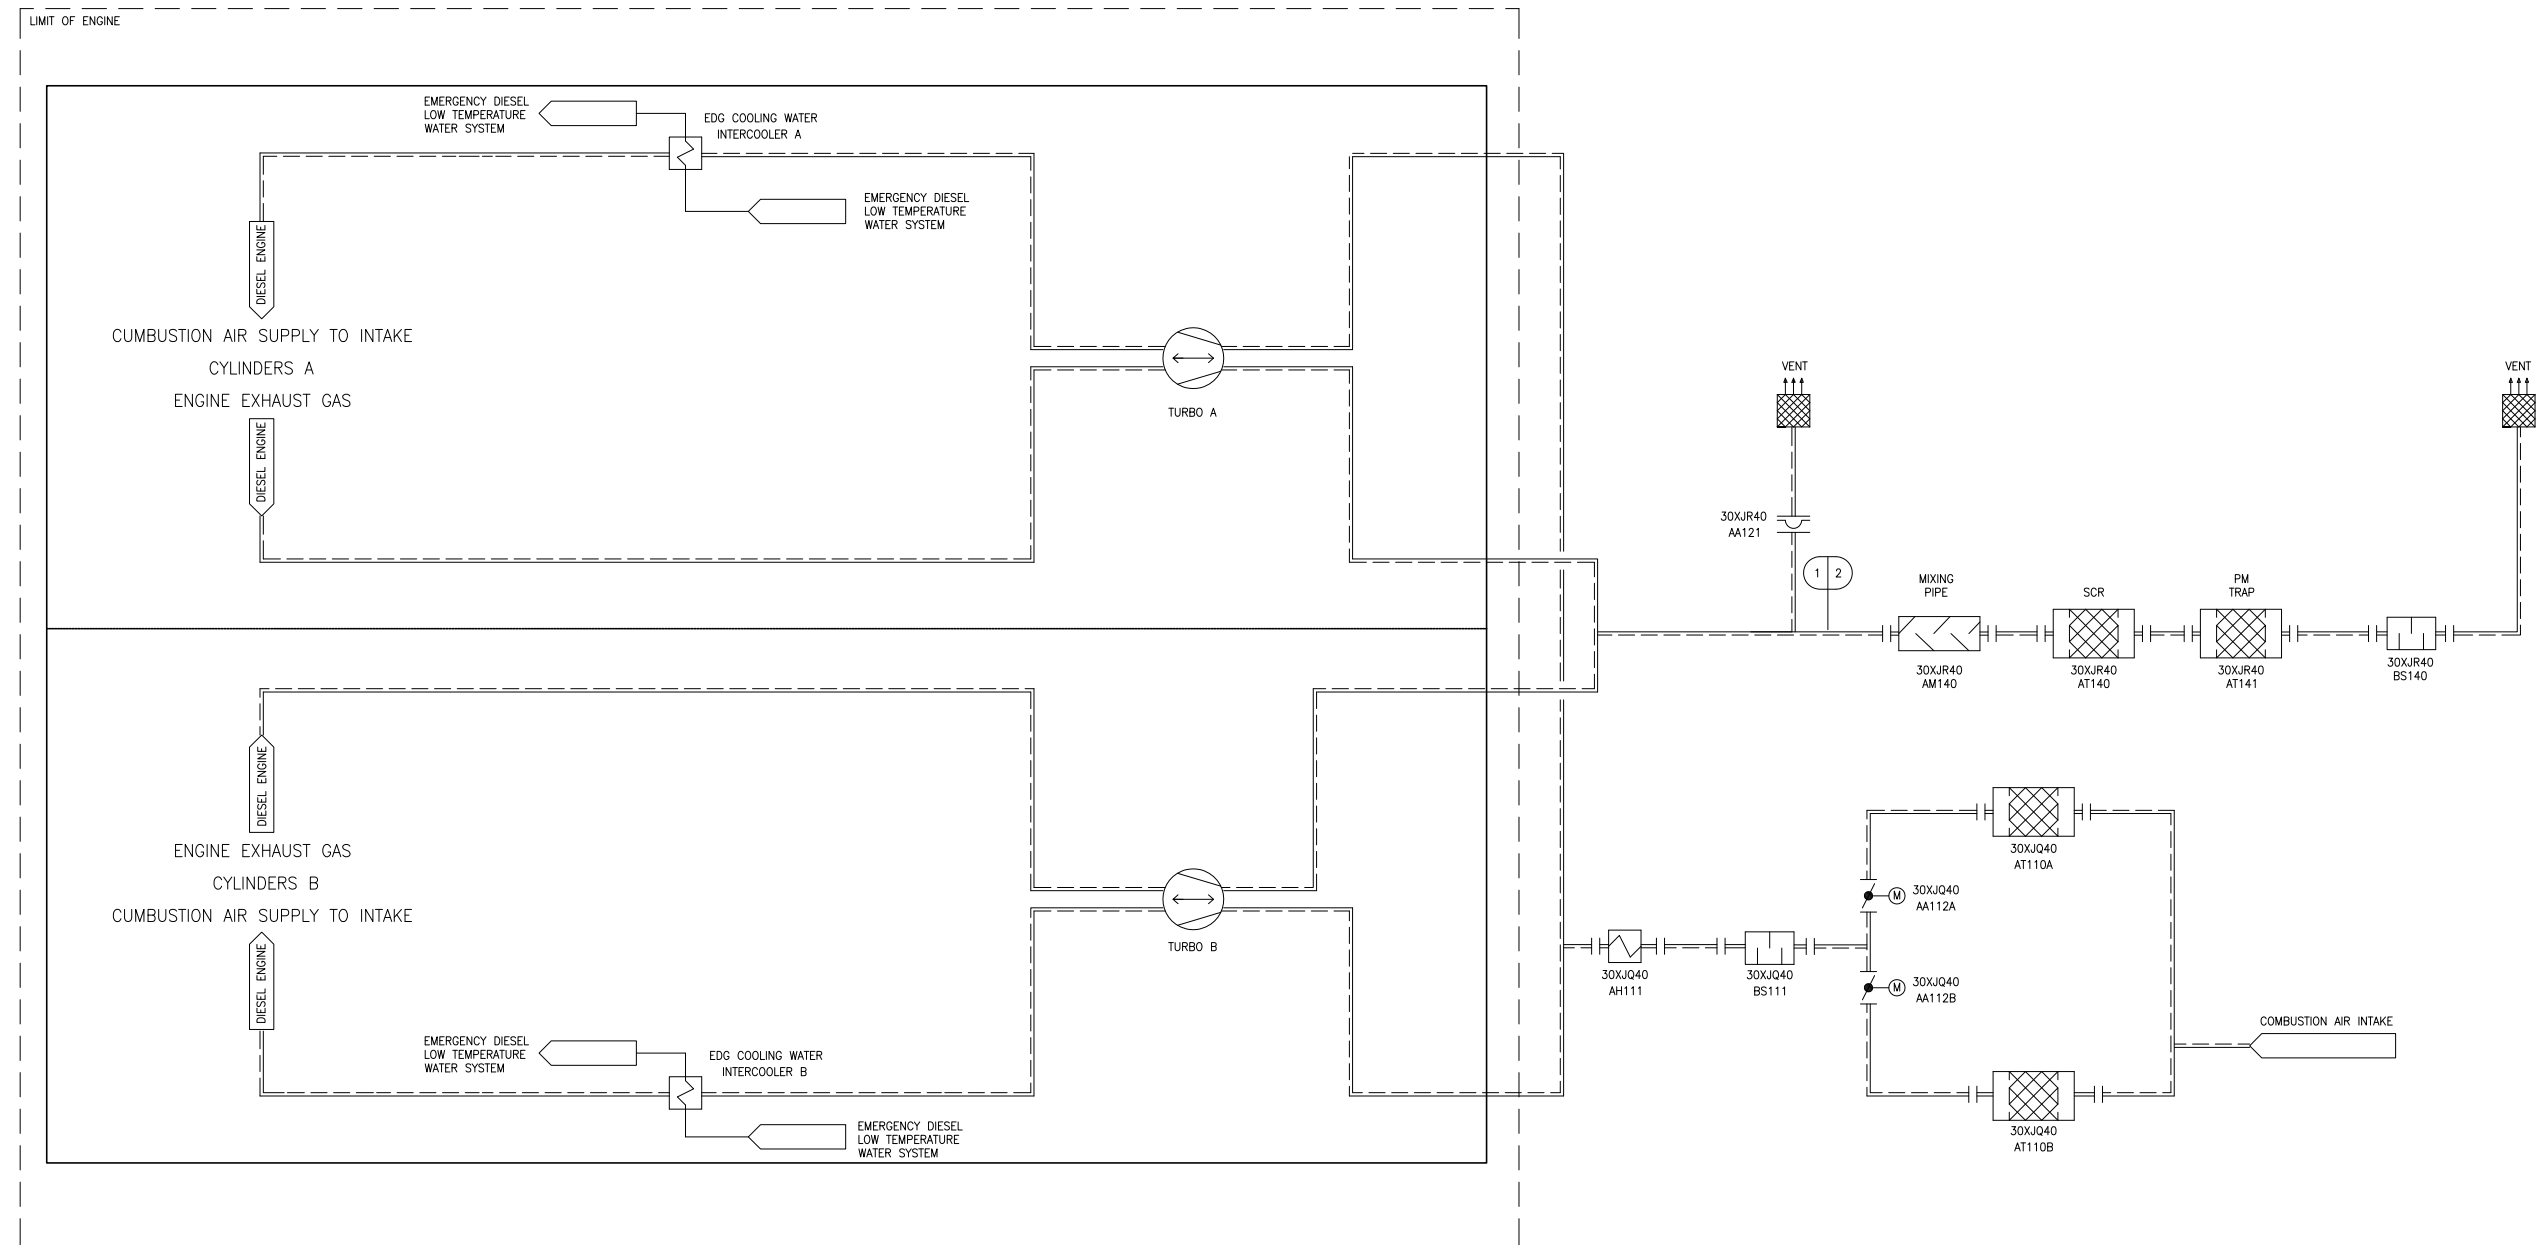 LIMIT OF ENGINE
EMERGENCY DIESEL
LOW TEMPERATURE
WATER SYSTEM
EDG COOLING WATER
INTERCOOLER A
EMERGENCY DIESEL
LOW TEMPERATURE
WATER SYSTEM
DIESEL ENGINE
CUMBUSTION AIR SUPPLY TO INTAKE
CYLINDERS A
ENGINE EXHAUST GAS
DIESEL ENGINE
TURBO A
VENT
VENT
30XJR40
AA121
1
2
MIXING
PIPE
30XJR40
AM140
SCR
30XJR40
AT140
PM
TRAP
30XJR40
AT141
30XJR40
BS140
DIESEL ENGINE
ENGINE EXHAUST GAS
CYLINDERS B
CUMBUSTION AIR SUPPLY TO INTAKE
DIESEL ENGINE
TURBO B
EMERGENCY DIESEL
LOW TEMPERATURE
WATER SYSTEM
EDG COOLING WATER
INTERCOOLER B
EMERGENCY DIESEL
LOW TEMPERATURE
WATER SYSTEM
30XJQ40
AH111
30XJQ40
BS111
30XJQ40
AT110A
M
30XJQ40
AA112A
M
30XJQ40
AA112B
COMBUSTION AIR INTAKE
30XJQ40
AT110B